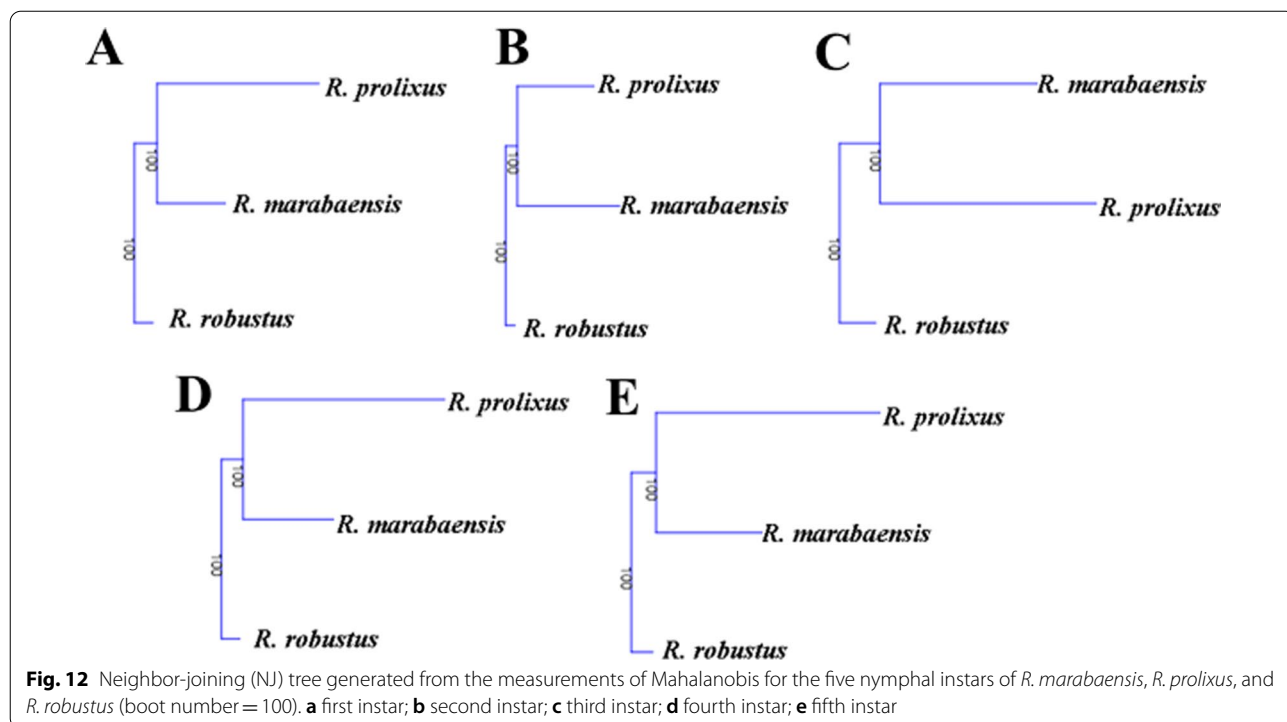 A
R. prolixus
100
R. marabaensis
100
R. robustus
B
R. prolixus
100
R. marabaensis
100
R. robustus
C
R. marabaensis
100
R. prolixus
100
R. robustus
D
R. prolixus
100
R. marabaensis
100
R. robustus
E
R. prolixus
100
R. marabaensis
100
R. robustus
Fig. 12 Neighbor-joining (NJ) tree generated from the measurements of Mahalanobis for the five nymphal instars of R. marabaensis, R. prolixus, and
R. robustus (boot number = 100). a first instar; b second instar; c third instar; d fourth instar; e fifth instar